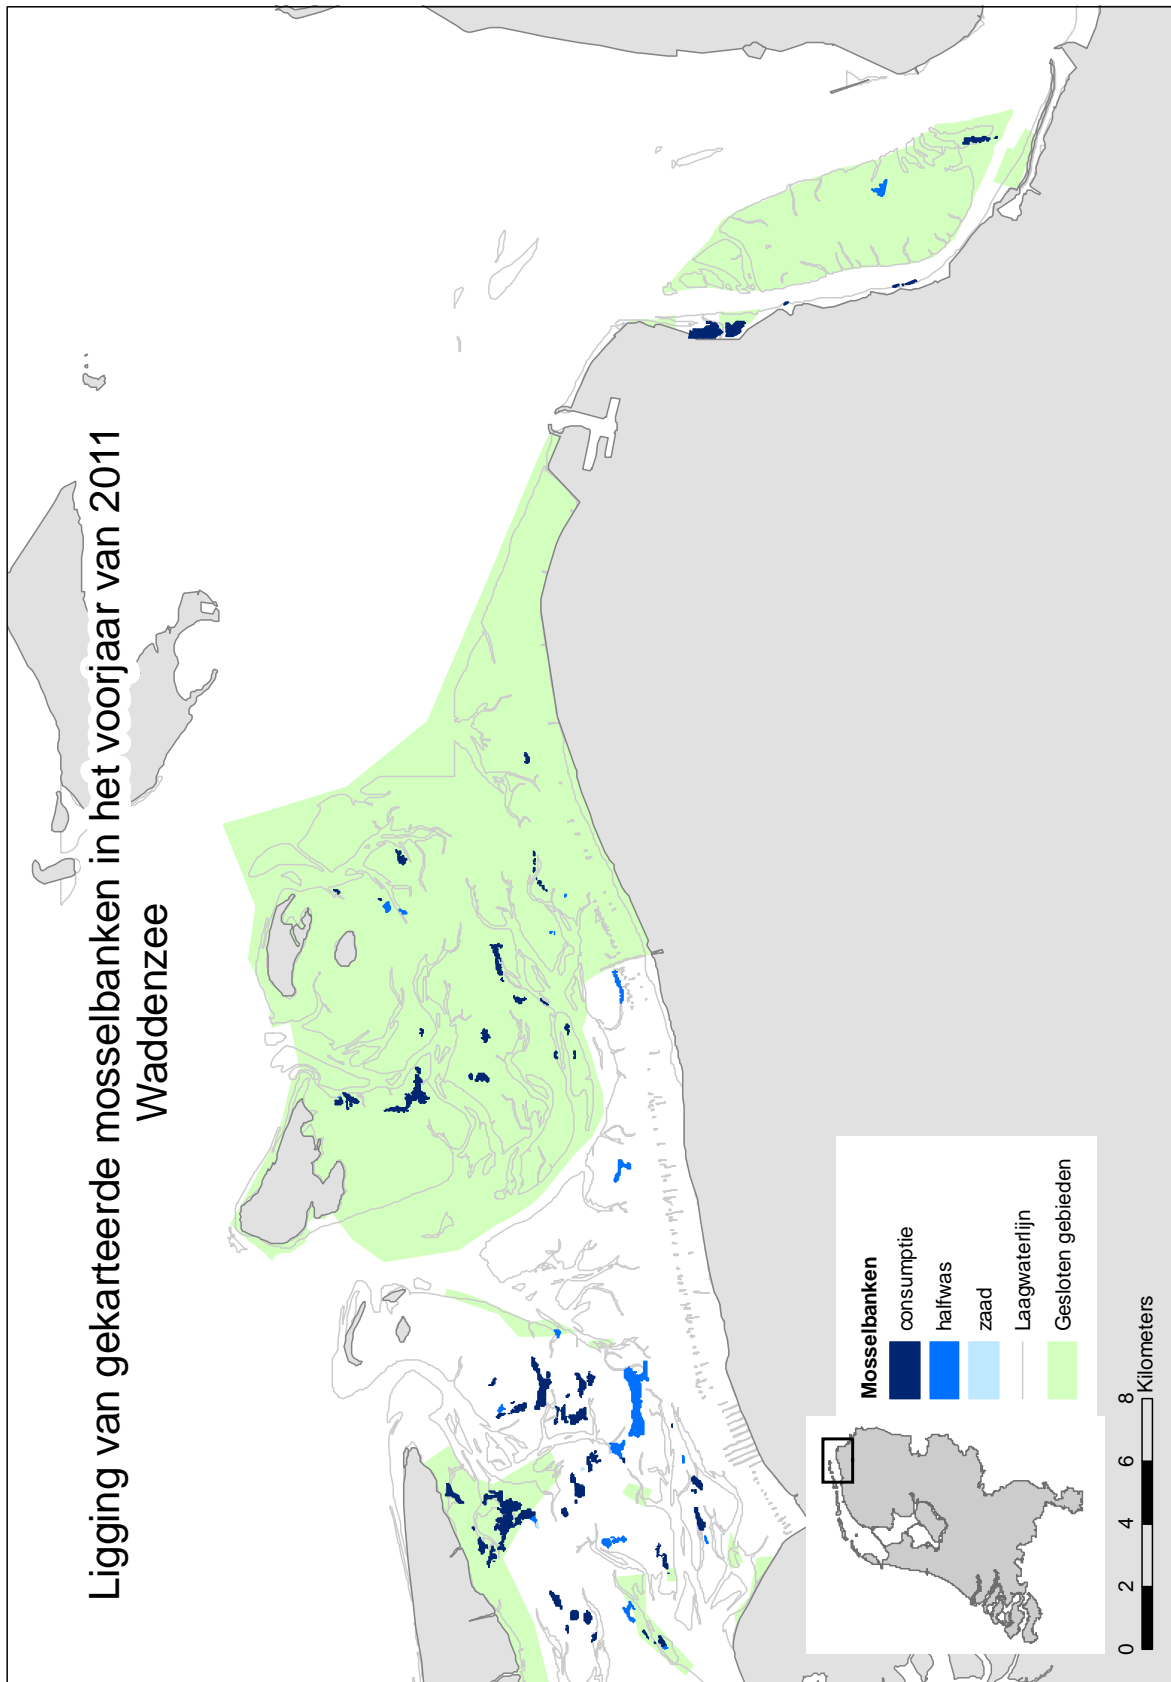 Ligging van gekarteerde mosselbanken in het voorjaar van 2011
Waddenzee
Mosselbanken
consumptie
halfwas
zaad
Laagwaterlijn
Gesloten gebieden
0 2 4 6 8
Kilometers